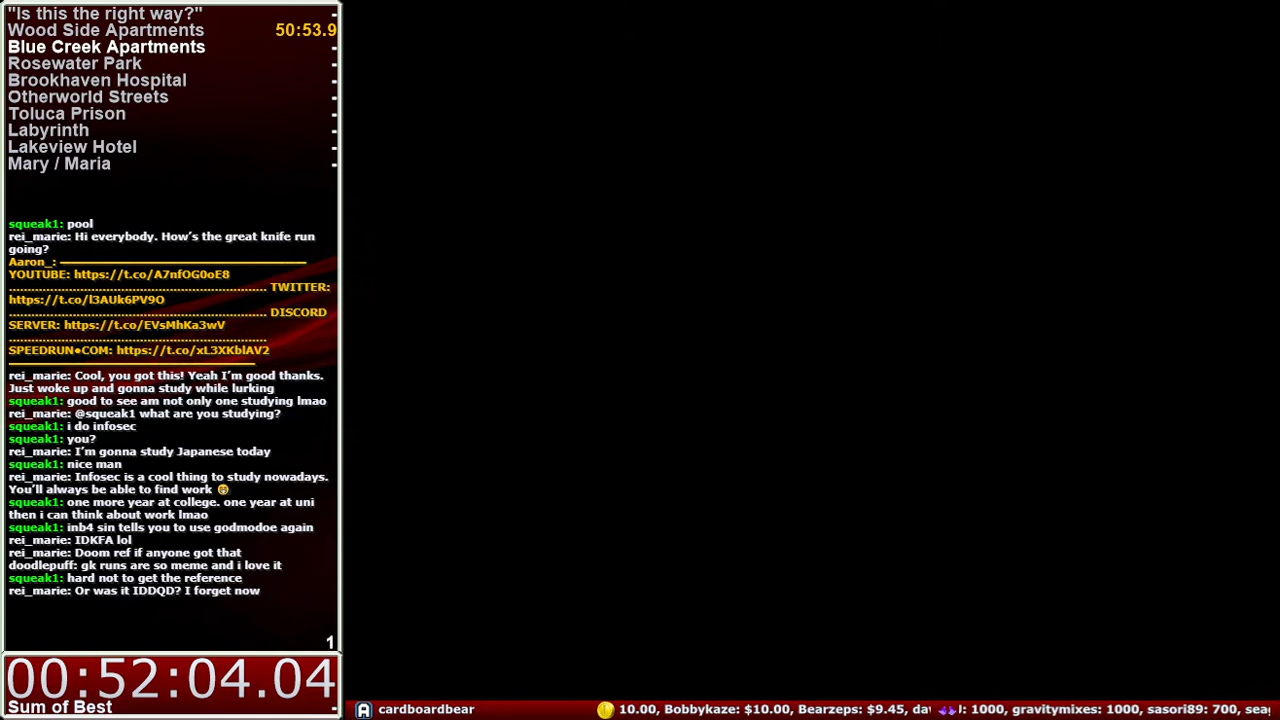 "Is this the right way?" -
Wood Side Apartments 50:53.9
Blue Creek Apartments -
Rosewater Park -
Brookhaven Hospital -
Otherworld Streets -
Toluca Prison -
Labyrinth -
Lakeview Hotel -
Mary / Maria -
squeak1: pool
rei_marie: Hi everybody. How's the great knife run
going?
Aaron_: ──────────────────────
YOUTUBE: https://t.co/A7nfOG0oE8
................................................................... TWITTER:
https://t.co/l3AUk6PV9O
................................................................... DISCORD
SERVER: https://t.co/EVsMhKa3wV
...................................................................
SPEEDRUN●COM: https://t.co/xL3XKblAV2
──────────────────────
rei_marie: Cool, you got this! Yeah I'm good thanks.
Just woke up and gonna study while lurking
squeak1: good to see am not only one studying lmao
rei_marie: @squeak1 what are you studying?
squeak1: i do infosec
squeak1: you?
rei_marie: I'm gonna study Japanese today
squeak1: nice man
rei_marie: Infosec is a cool thing to study nowadays.
You'll always be able to find work
squeak1: one more year at college. one year at uni
then i can think about work lmao
squeak1: inb4 sin tells you to use godmodoe again
rei_marie: IDKFA lol
rei_marie: Doom ref if anyone got that
doodlepuff: gk runs are so meme and i love it
squeak1: hard not to get the reference
rei_marie: Or was it IDDQD? I forget now
1
00:52:04.04
Sum of Best -
cardboardbear 10.00, Bobbykaze: $10.00, Bearzeps: $9.45, da : 1000, gravitymixes: 1000, sasori89: 700, sea